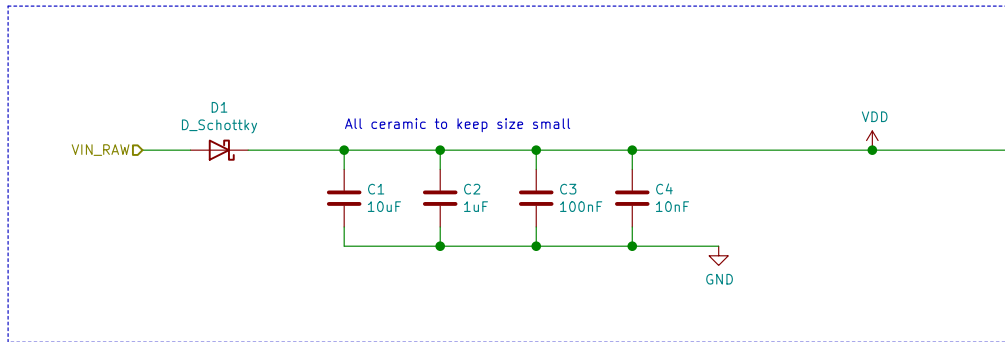 D1
D_Schottky
All ceramic to keep size small
VDD
VIN_RAW
C1
10uF
C2
1uF
C3
100nF
C4
10nF
GND